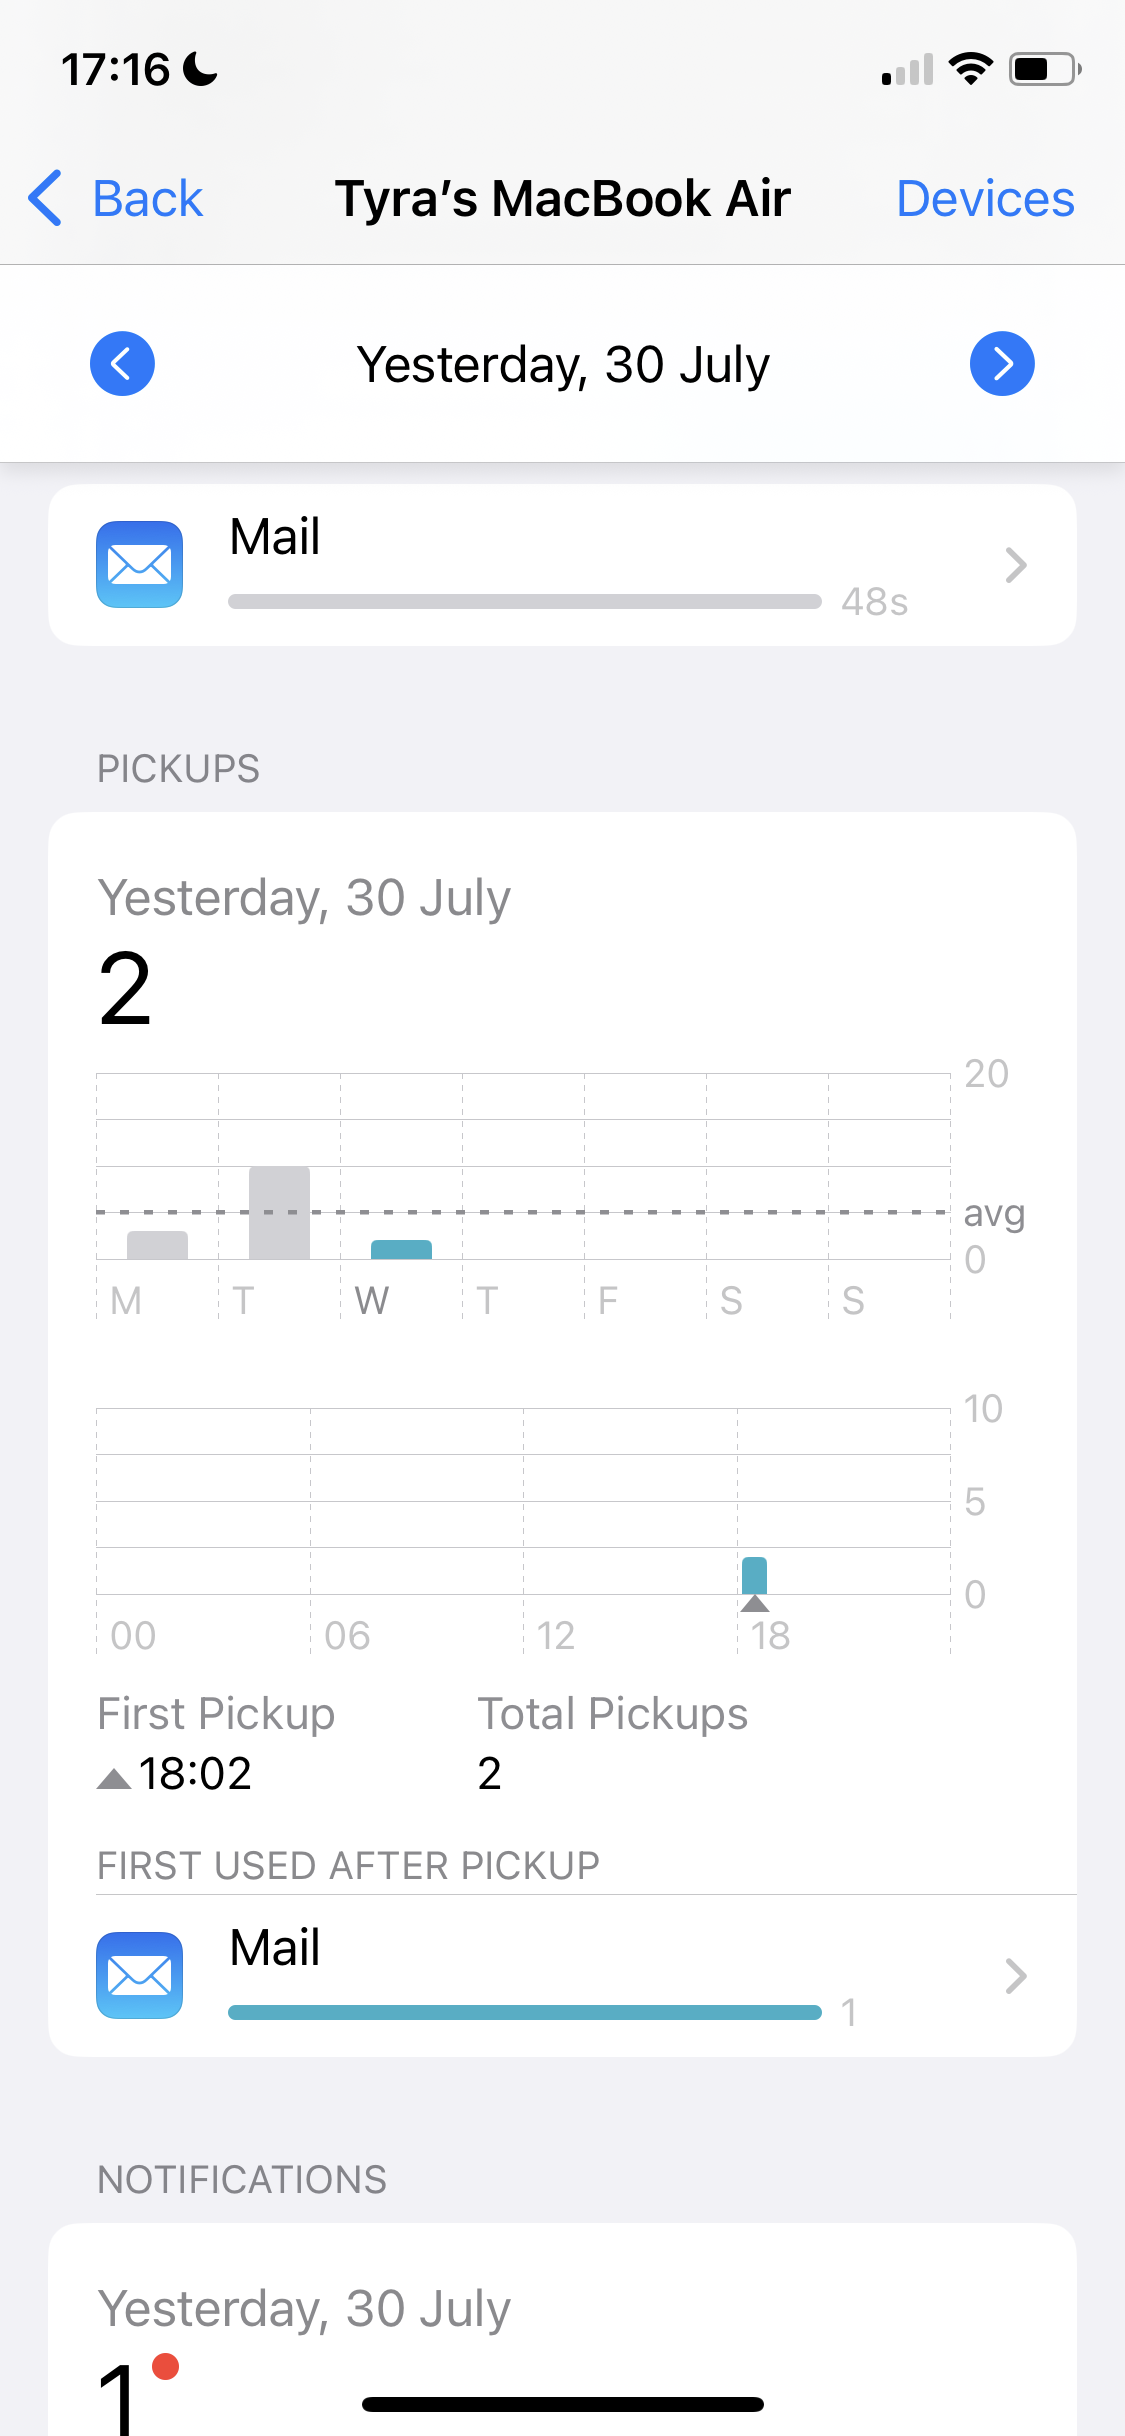 17:16
Back Tyra’s MacBook Air Devices
Yesterday, 30 July
Mail
48s
PICKUPS
Yesterday, 30 July
2
20
avg
0
M T W T F S S
10
5
0
00 06 12 18
First Pickup Total Pickups
18:02 2
FIRST USED AFTER PICKUP
Mail
1
NOTIFICATIONS
Yesterday, 30 July
1